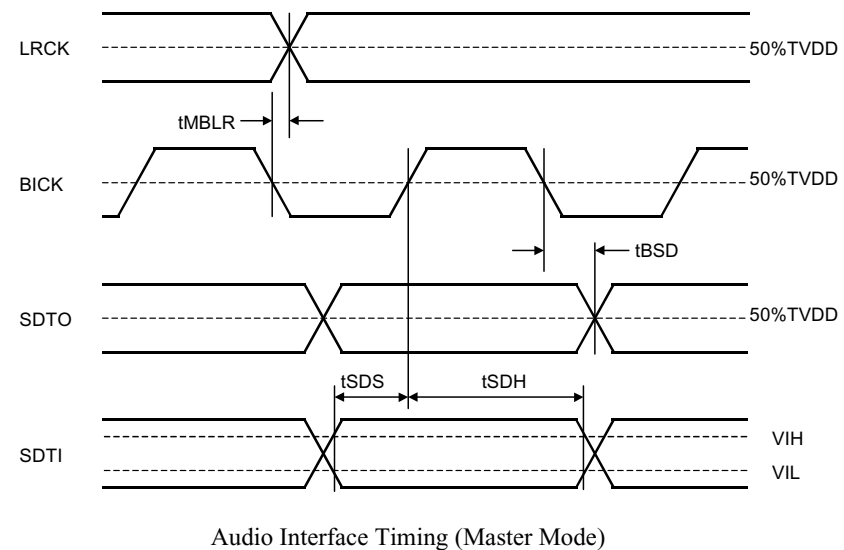 LRCK
50%TVDD
tMBLR
BICK
50%TVDD
tBSD
SDTO
50%TVDD
tSDS
tSDH
SDTI
VIH
VIL
Audio Interface Timing (Master Mode)